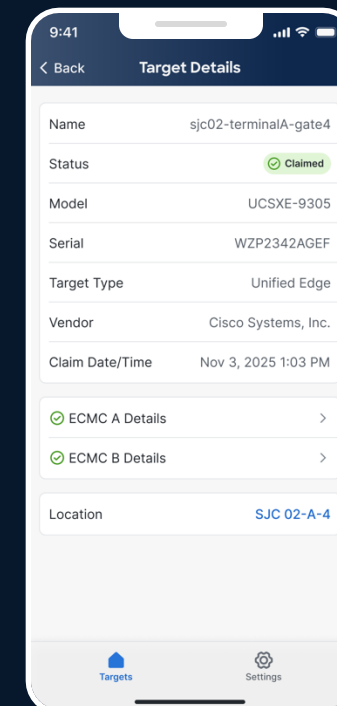 9:41
Back Target Details
Name sjc02-terminalA-gate4
Status Claimed
Model UCSXE-9305
Serial WZP2342AGEF
Target Type Unified Edge
Vendor Cisco Systems, Inc.
Claim Date/Time Nov 3, 2025 1:03 PM
ECMC A Details
ECMC B Details
Location SJC 02-A-4
Targets Settings